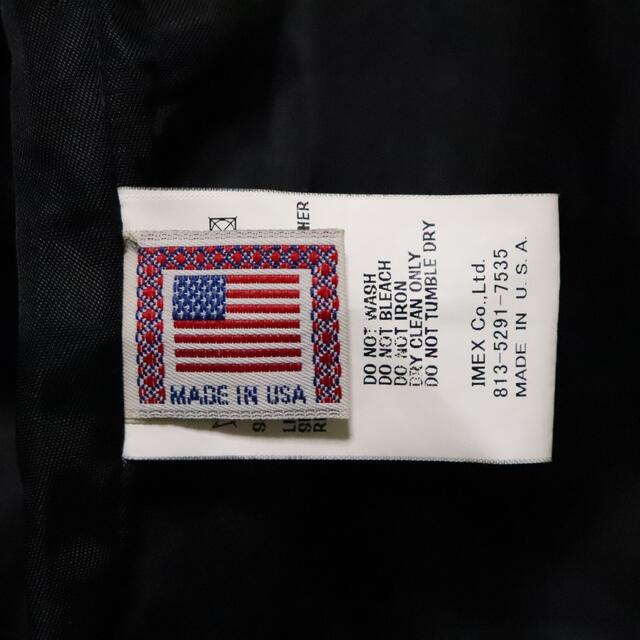 MADE IN USA
HER
DO NOT WASH
DO NOT BLEACH
DO NOT IRON
DRY CLEAN ONLY
DO NOT TUMBLE DRY
IMEX Co.,Ltd.
813-5291-7535
MADE IN U. S. A.